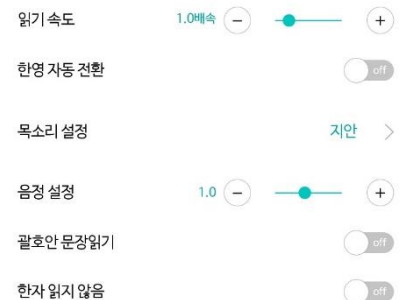 읽기 속도 1.0배속 − +
한영 자동 전환 off
목소리 설정 지안 >
음정 설정 1.0 − +
괄호안 문장읽기 off
한자 읽지 않음 off